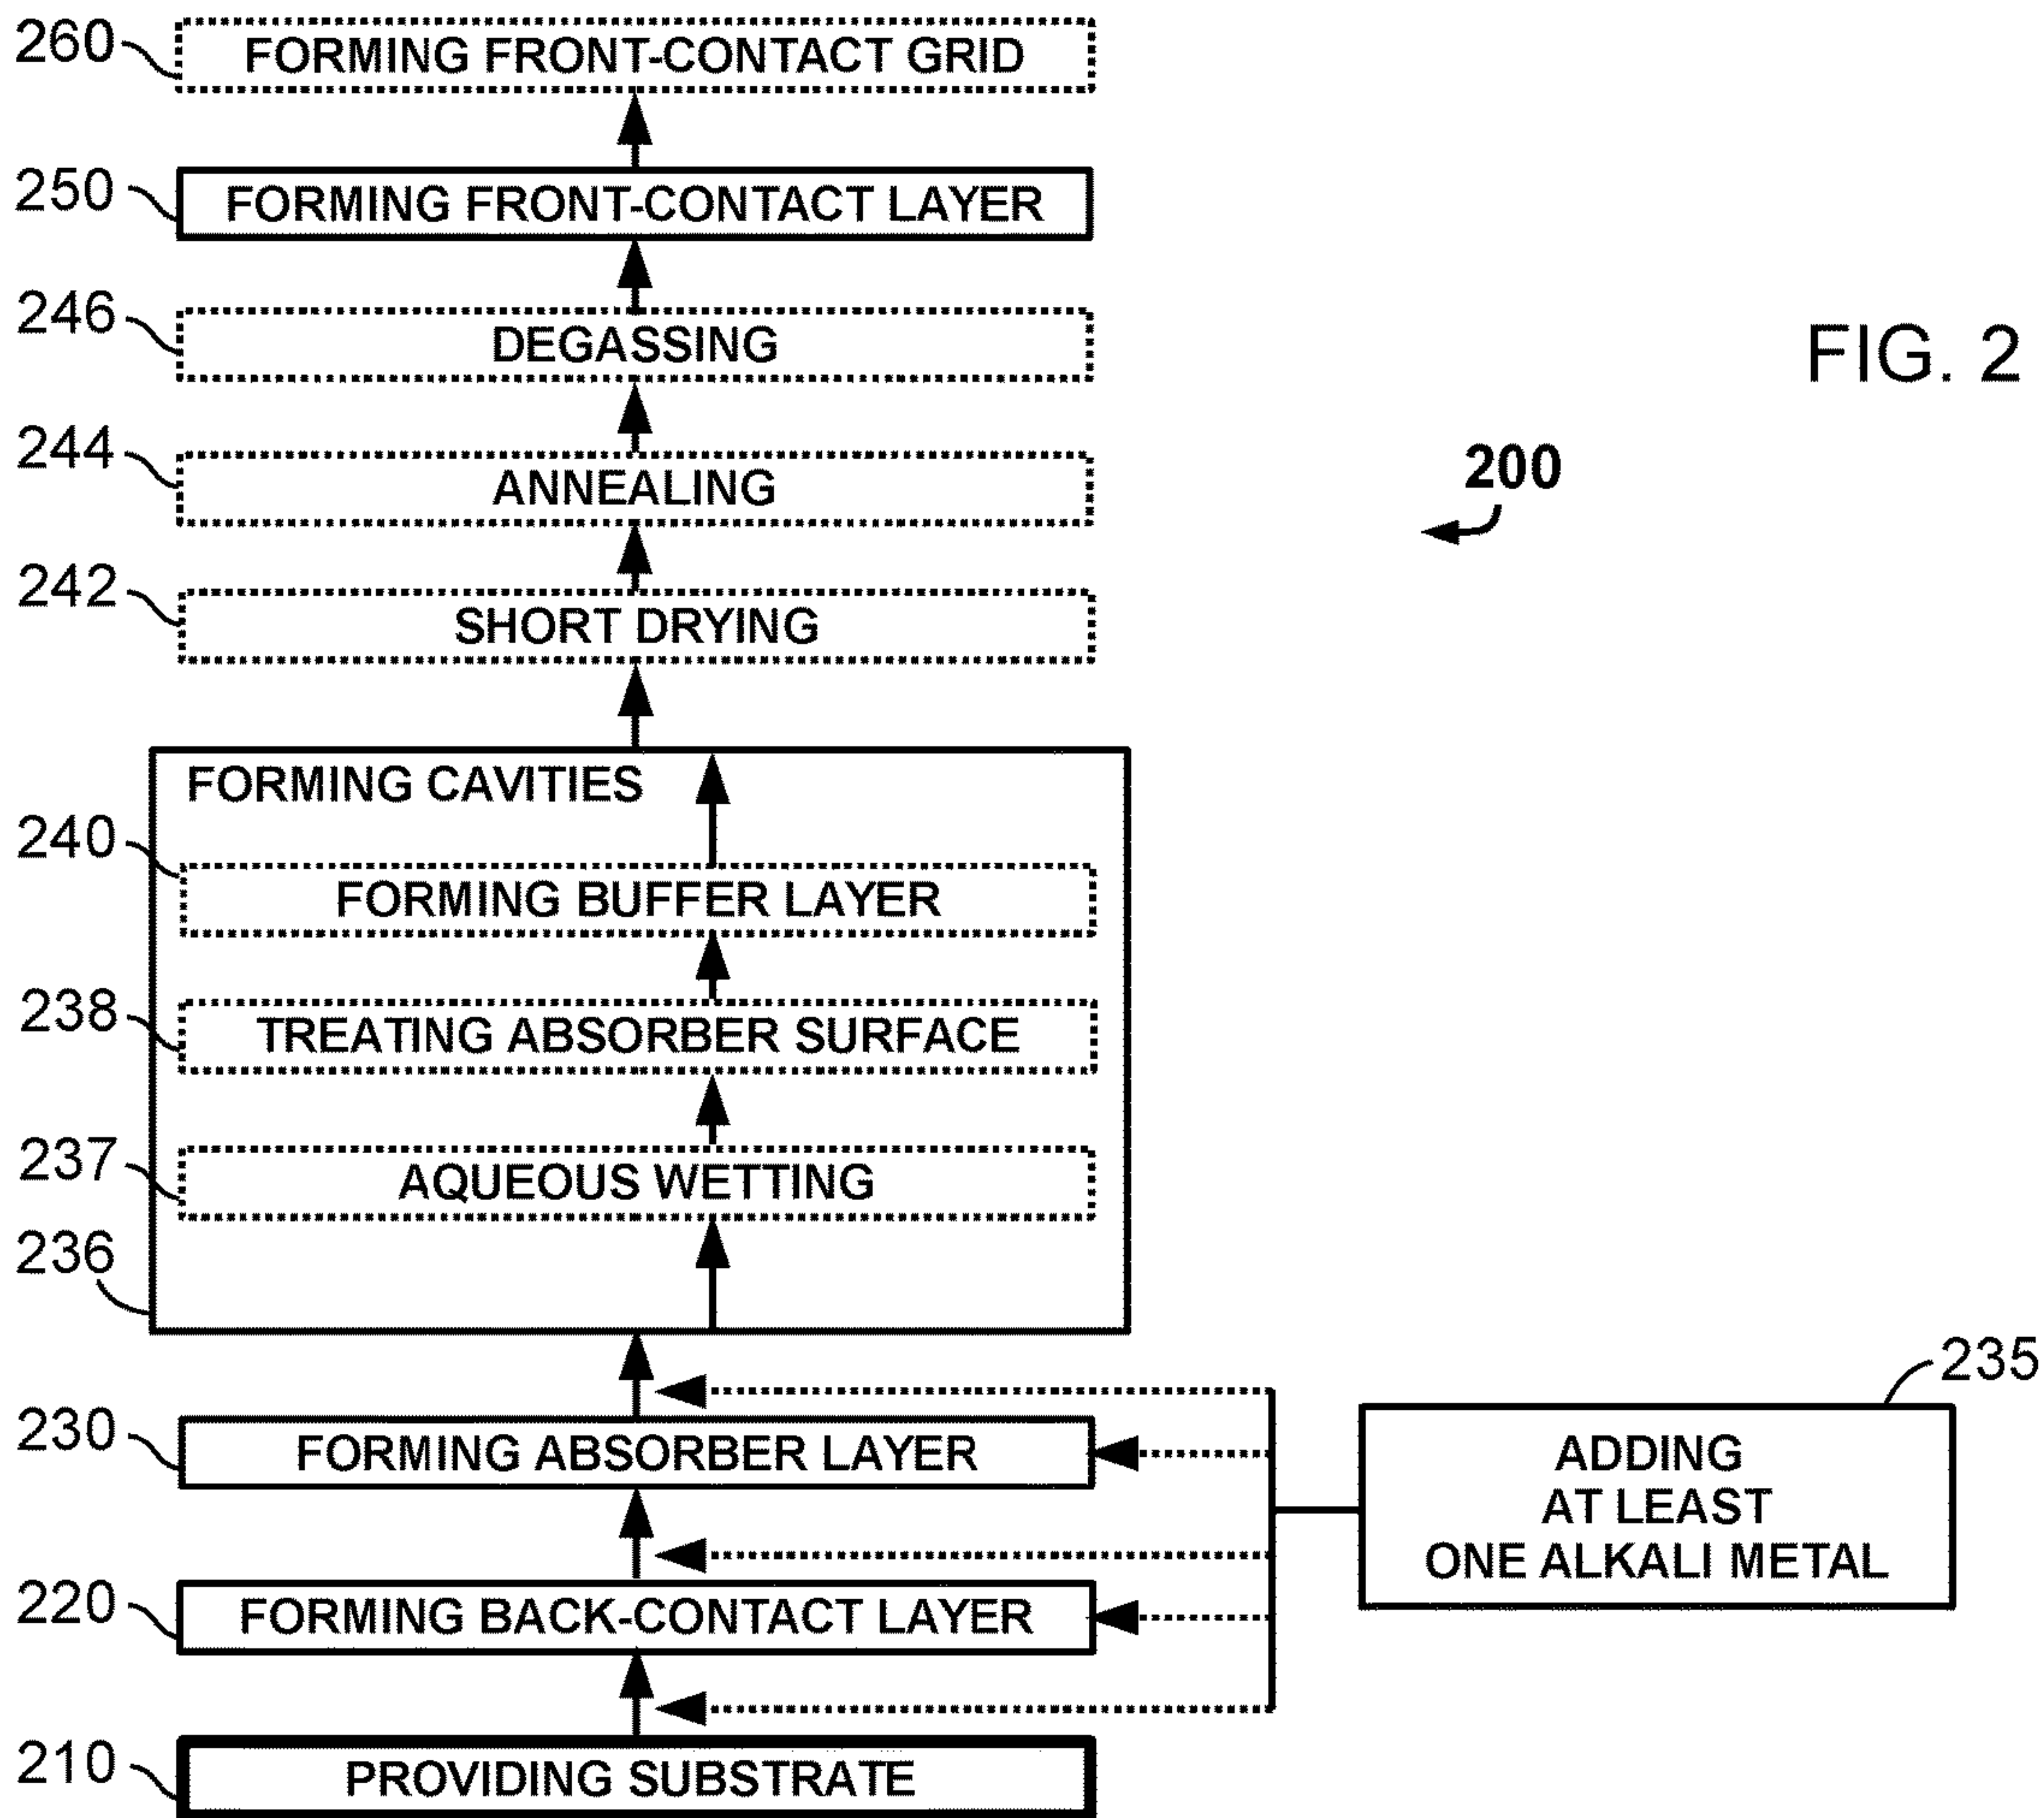 260 FORMING FRONT-CONTACT GRID
250 FORMING FRONT-CONTACT LAYER
246 DEGASSING
FIG. 2
244 ANNEALING
200
242 SHORT DRYING
FORMING CAVITIES
240 FORMING BUFFER LAYER
238 TREATING ABSORBER SURFACE
237 AQUEOUS WETTING
236
235
230 FORMING ABSORBER LAYER
ADDING
AT LEAST
ONE ALKALI METAL
220 FORMING BACK-CONTACT LAYER
210 PROVIDING SUBSTRATE